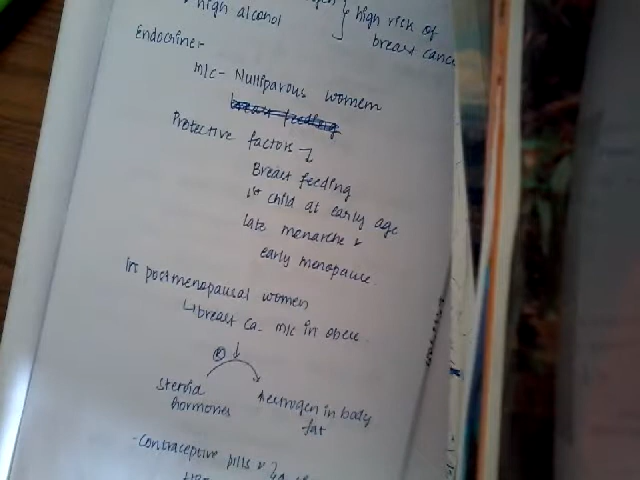 high alcohol } high risk of
breast cance
Endocrine-
m/c - Nulliparous women
breast feeding
Protective factors
Breast feeding
1st child at early age
late menarche &
early menopause
In postmenopausal women
↳ breast ca. m/c in obese
Steroid
hormones
oestrogen in body
fat
- Contraceptive pills &